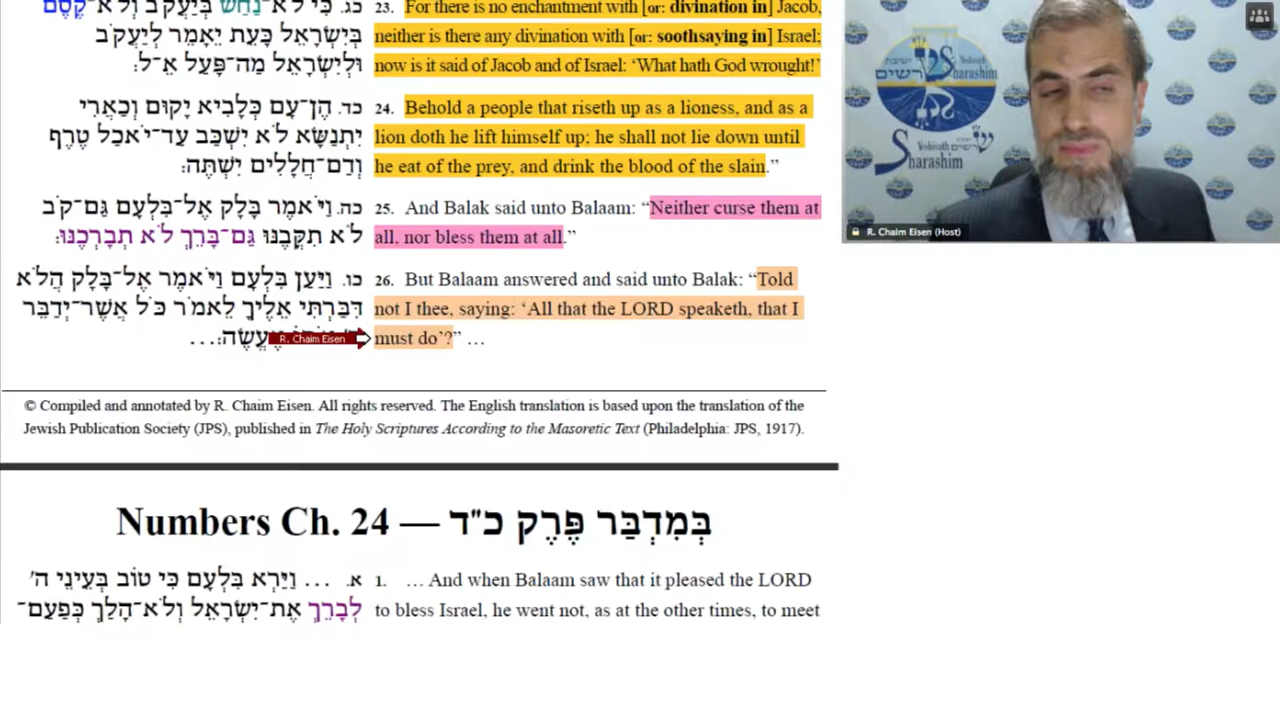 כג. כִּי לֹא־נַחַשׁ בְּיַעֲקֹב וְלֹא־קֶסֶם
בְּיִשְׂרָאֵל כָּעֵת יֵאָמֵר לְיַעֲקֹב
וּלְיִשְׂרָאֵל מַה־פָּעַל אֵ־ל:
23. For there is no enchantment with [or: divination in] Jacob,
neither is there any divination with [or: soothsaying in] Israel;
now is it said of Jacob and of Israel: ‘What hath God wrought!’
כד. הֶן־עָם כְּלָבִיא יָקוּם וְכַאֲרִי
יִתְנַשָּׂא לֹא יִשְׁכַּב עַד־יֹאכַל טֶרֶף
וְדַם־חֲלָלִים יִשְׁתֶּה:
24. Behold a people that riseth up as a lioness, and as a
lion doth he lift himself up; he shall not lie down until
he eat of the prey, and drink the blood of the slain.”
כה. וַיֹּאמֶר בָּלָק אֶל־בִּלְעָם גַּם־קֹב
לֹא תִקֳּבֶנּוּ גַּם־בָּרֵךְ לֹא תְבָרְכֶנּוּ:
25. And Balak said unto Balaam: “Neither curse them at
all, nor bless them at all.”
כו. וַיַּעַן בִּלְעָם וַיֹּאמֶר אֶל־בָּלָק הֲלֹא
דִּבַּרְתִּי אֵלֶיךָ לֵאמֹר כֹּל אֲשֶׁר־יְדַבֵּר
אֶעֱשֶׂה:...
R. Chaim Eisen
26. But Balaam answered and said unto Balak: “Told
not I thee, saying: ‘All that the LORD speaketh, that I
must do’?” …
© Compiled and annotated by R. Chaim Eisen. All rights reserved. The English translation is based upon the translation of the
Jewish Publication Society (JPS), published in The Holy Scriptures According to the Masoretic Text (Philadelphia: JPS, 1917).
Numbers Ch. 24 — בְּמִדְבַּר פֶּרֶק כ"ד
א. ... וַיַּרְא בִּלְעָם כִּי טוֹב בְּעֵינֵי ה'
לְבָרֵךְ אֶת־יִשְׂרָאֵל וְלֹא־הָלַךְ כְּפַעַם־
1. … And when Balaam saw that it pleased the LORD
to bless Israel, he went not, as at the other times, to meet
ישיבת
שרשים
Yeshivath
Sharashim
Yeshivath שרשים
Sharashim
R. Chaim Eisen (Host)